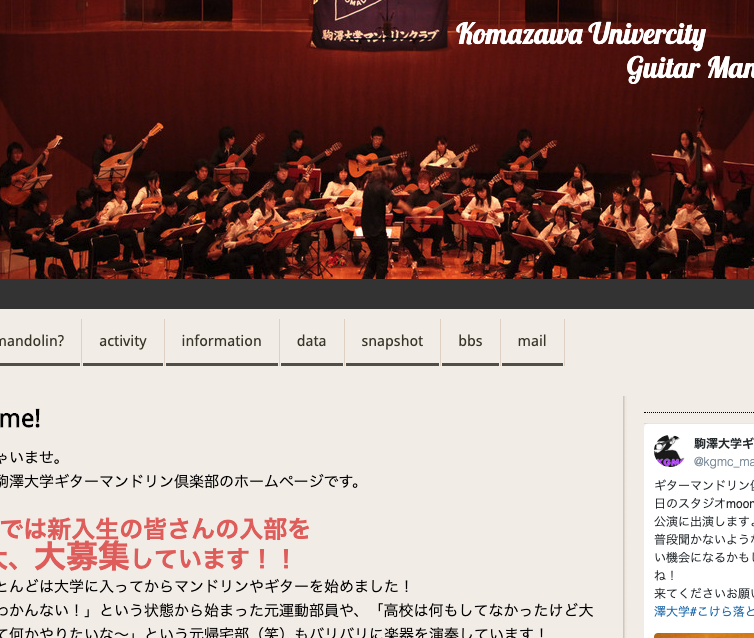 駒澤大学マンドリンクラブ
Komazawa Univercity
Guitar Man
mandolin?
activity
information
data
snapshot
bbs
mail
me!
ゃいませ。
駒澤大学ギターマンドリン倶楽部のホームページです。
では新入生の皆さんの入部を
大、大募集しています！！
とんどは大学に入ってからマンドリンやギターを始めました！
っかんない！」という状態から始まった元運動部員や、「高校は何もしてなかったけど大
て何かやりたいな〜」という元帰宅部（笑）もバリバリに楽器を演奏しています！
駒澤大学ギ
@kgmc_ma
ギターマンドリン
日のスタジオmoon
公演に出演します
普段聞かないような
い機会になるかも
ね！
来てくださいお願い
澤大学#こけら落と